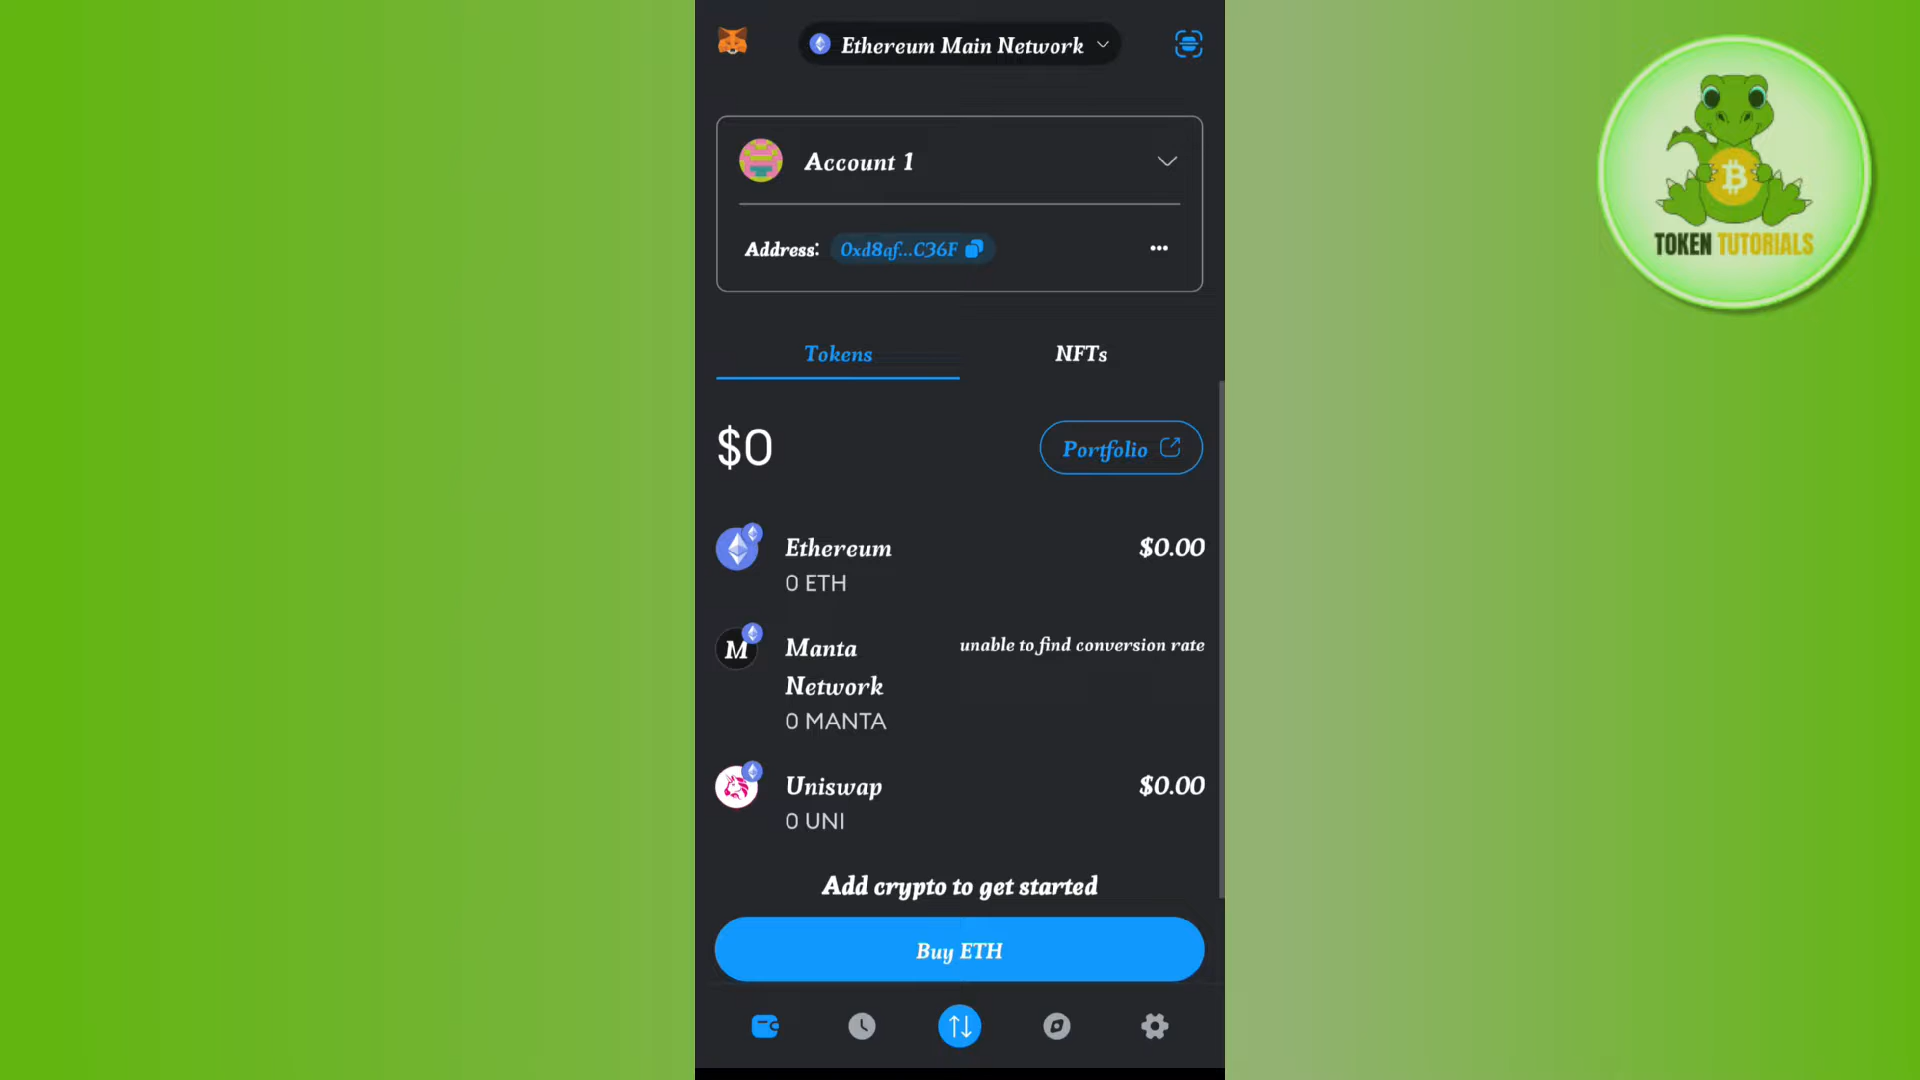 Ethereum Main Network
Account 1
Address: 0xd8af...C36F
Tokens
NFTs
$0
Portfolio
Ethereum
$0.00
0 ETH
M
Manta
unable to find conversion rate
Network
0 MANTA
Uniswap
$0.00
0 UNI
Add crypto to get started
Buy ETH
TOKEN TUTORIALS